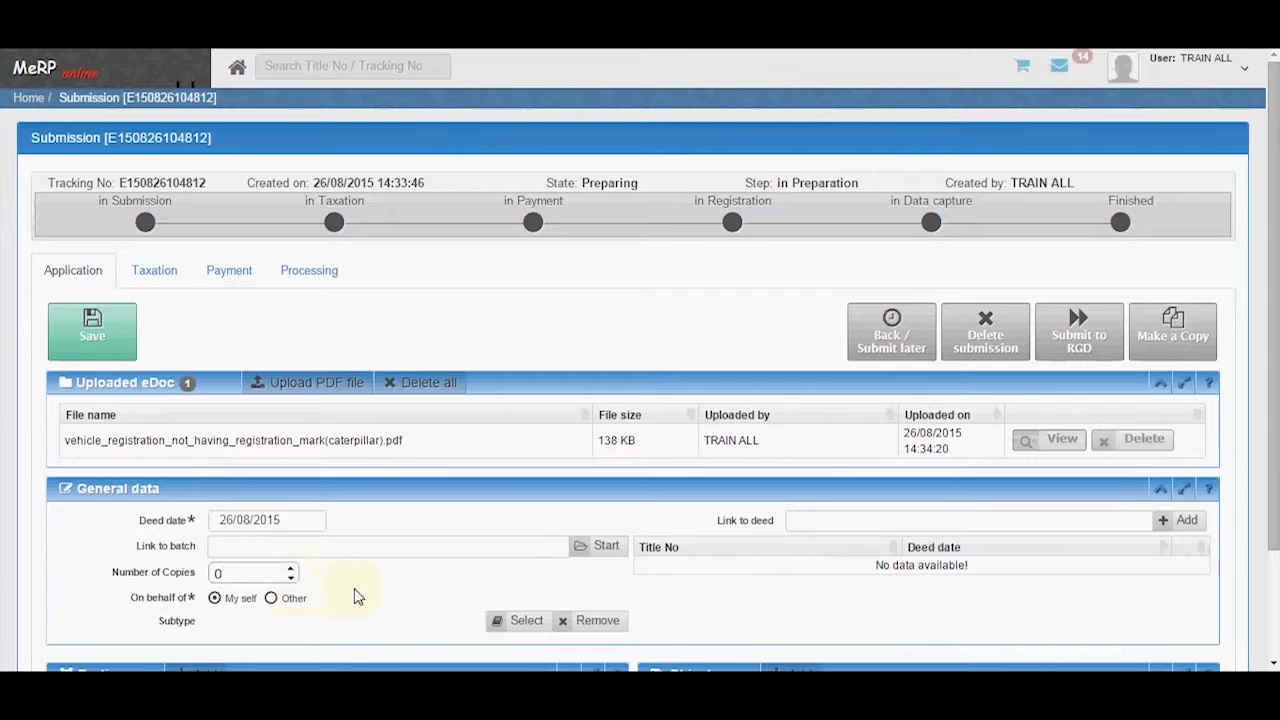 MeRP online
Search Title No / Tracking No
14
User: TRAIN ALL
Home / Submission [E150826104812]
Submission [E150826104812]
Tracking No: E150826104812 Created on: 26/08/2015 14:33:46 State: Preparing Step: in Preparation Created by: TRAIN ALL
in Submission in Taxation in Payment in Registration in Data capture Finished
Application Taxation Payment Processing
Save
Back / Submit later
Delete submission
Submit to RGD
Make a Copy
Uploaded eDoc 1 Upload PDF file Delete all ?
File name File size Uploaded by Uploaded on
vehicle_registration_not_having_registration_mark(caterpillar).pdf 138 KB TRAIN ALL 26/08/2015 14:34:20 View Delete
General data ?
Deed date* 26/08/2015 Link to deed Add
Link to batch Start Title No Deed date
No data available!
Number of Copies 0
On behalf of* My self Other
Subtype Select Remove